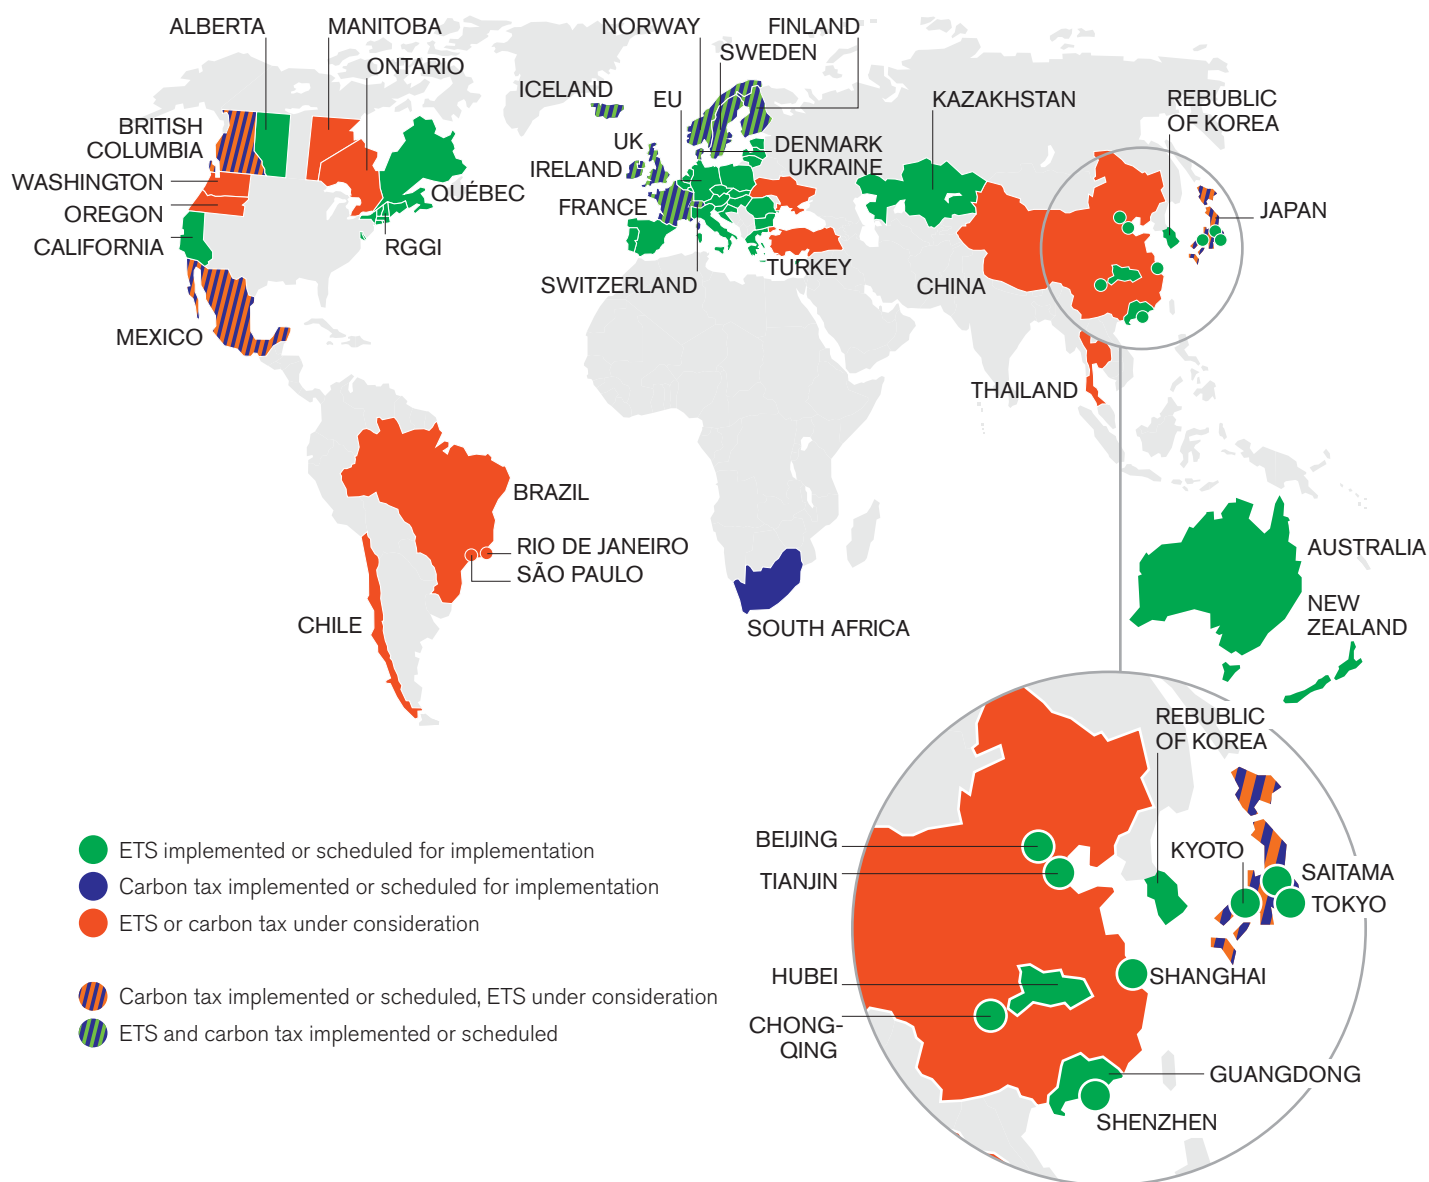 ALBERTA
MANITOBA
ONTARIO
NORWAY
FINLAND
SWEDEN
ICELAND
EU
KAZAKHSTAN
REBUBLIC
OF KOREA
BRITISH
COLUMBIA
UK
DENMARK
UKRAINE
IRELAND
WASHINGTON
QUÉBEC
OREGON
FRANCE
JAPAN
CALIFORNIA
RGGI
TURKEY
SWITZERLAND
CHINA
MEXICO
THAILAND
BRAZIL
RIO DE JANEIRO
SÃO PAULO
AUSTRALIA
NEW
ZEALAND
CHILE
SOUTH AFRICA
REBUBLIC
OF KOREA
BEIJING
TIANJIN
KYOTO
SAITAMA
TOKYO
HUBEI
SHANGHAI
CHONG-
QING
GUANGDONG
SHENZHEN
ETS implemented or scheduled for implementation
Carbon tax implemented or scheduled for implementation
ETS or carbon tax under consideration
Carbon tax implemented or scheduled, ETS under consideration
ETS and carbon tax implemented or scheduled